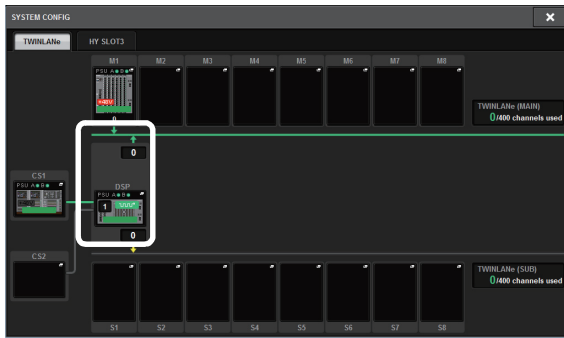 SYSTEM CONFIG
TWINLANe HY SLOT3
M1 M2 M3 M4 M5 M6 M7 M8
PSU A B
+48V
0
TWINLANe (MAIN)
0/400 channels used
0
CS1
PSU A B
DSP
PSU A B
1
0
CS2
TWINLANe (SUB)
0/400 channels used
S1 S2 S3 S4 S5 S6 S7 S8